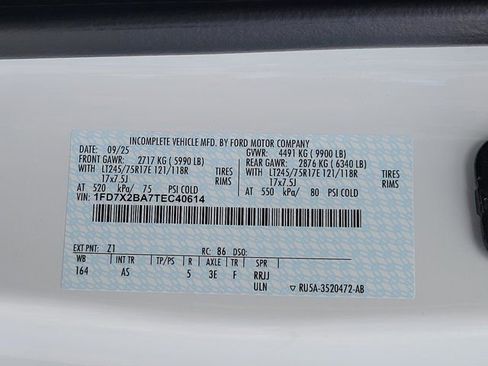 INCOMPLETE VEHICLE MFD. BY FORD MOTOR COMPANY
DATE: 09/25 GVWR: 4491 KG (9900 LB)
FRONT GAWR: 2717 KG (5990 LB) REAR GAWR: 2876 KG (6340 LB)
WITH LT245/75R17E 121/118R TIRES WITH LT245/75R17E 121/118R TIRES
17x7.5J RIMS 17x7.5J RIMS
AT 520 kPa/ 75 PSI COLD AT 550 kPa/ 80 PSI COLD
VIN: 1FD7X2BA7TEC40614
EXT PNT: Z1 RC: 86 DSO:
WB INT TR TP/PS R AXLE TR SPR
164 AS 5 3E F RRJJ
ULN ▽ RU5A-3520472-AB